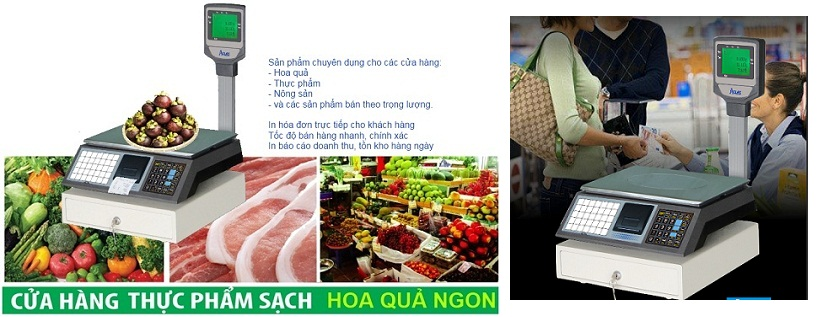 Sản phẩm chuyên dung cho các cửa hàng:
- Hoa quả
- Thực phẩm
- Nông sản
- và các sản phẩm bán theo trọng lượng.
In hóa đơn trực tiếp cho khách hàng
Tốc độ bán hàng nhanh, chính xác
In báo cáo doanh thu, tồn kho hàng ngày
CỬA HÀNG THỰC PHẨM SẠCH HOA QUẢ NGON